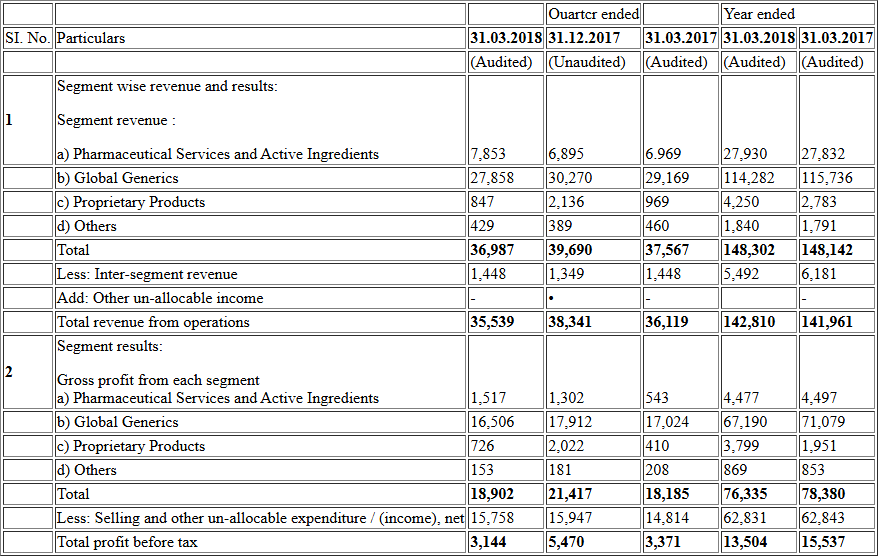 Ouartcr ended Year ended
SI. No. Particulars 31.03.2018 31.12.2017 31.03.2017 31.03.2018 31.03.2017
(Audited) (Unaudited) (Audited) (Audited) (Audited)
Segment wise revenue and results:
1
Segment revenue :
a) Pharmaceutical Services and Active Ingredients 7,853 6,895 6.969 27,930 27,832
b) Global Generics 27,858 30,270 29,169 114,282 115,736
c) Proprietary Products 847 2,136 969 4,250 2,783
d) Others 429 389 460 1,840 1,791
Total 36,987 39,690 37,567 148,302 148,142
Less: Inter-segment revenue 1,448 1,349 1,448 5,492 6,181
Add: Other un-allocable income - • - -
Total revenue from operations 35,539 38,341 36,119 142,810 141,961
Segment results:
2
Gross profit from each segment
a) Pharmaceutical Services and Active Ingredients 1,517 1,302 543 4,477 4,497
b) Global Generics 16,506 17,912 17,024 67,190 71,079
c) Proprietary Products 726 2,022 410 3,799 1,951
d) Others 153 181 208 869 853
Total 18,902 21,417 18,185 76,335 78,380
Less: Selling and other un-allocable expenditure / (income), net 15,758 15,947 14,814 62,831 62,843
Total profit before tax 3,144 5,470 3,371 13,504 15,537